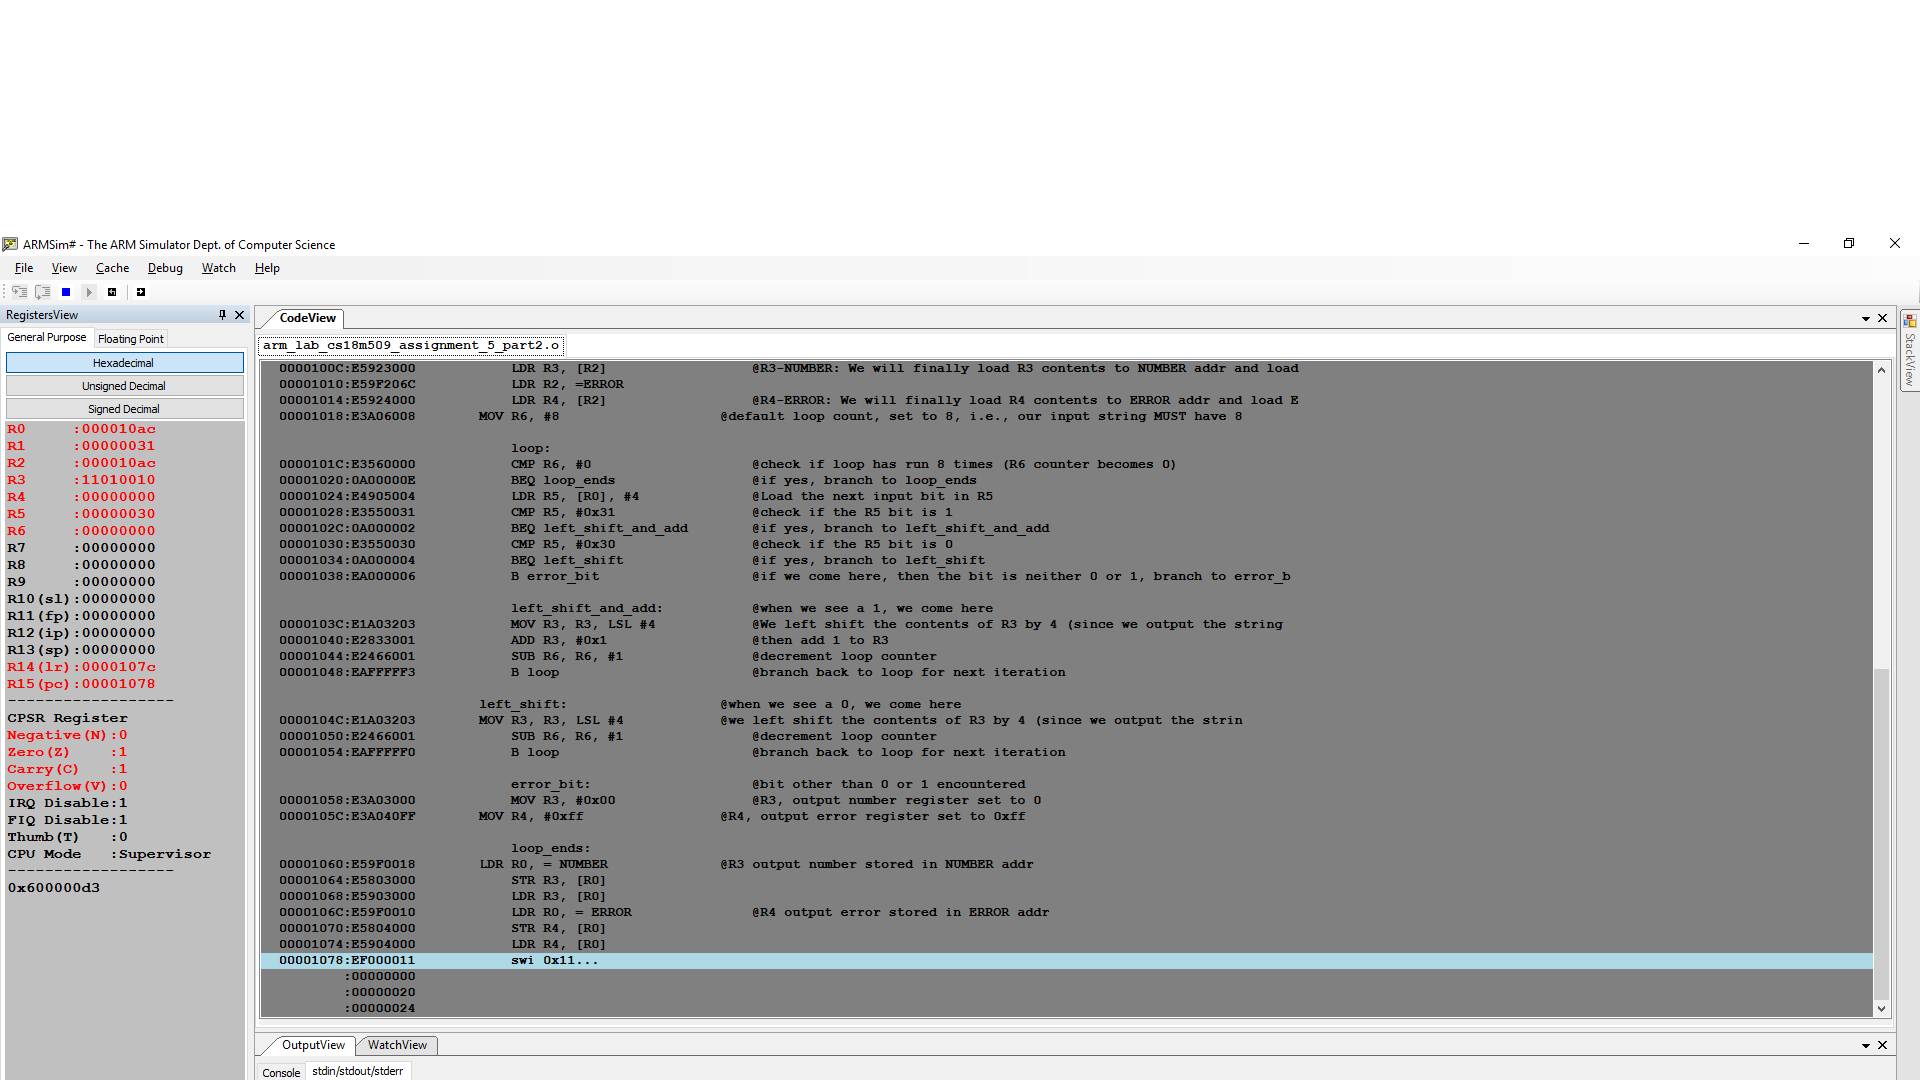 ARMSim# - The ARM Simulator Dept. of Computer Science
File View Cache Debug Watch Help
RegistersView
General Purpose Floating Point
Hexadecimal
Unsigned Decimal
Signed Decimal
R0 :000010ac
R1 :00000031
R2 :000010ac
R3 :11010010
R4 :00000000
R5 :00000030
R6 :00000000
R7 :00000000
R8 :00000000
R9 :00000000
R10(sl):00000000
R11(fp):00000000
R12(ip):00000000
R13(sp):00000000
R14(lr):0000107c
R15(pc):00001078
------------------
CPSR Register
Negative(N):0
Zero(Z) :1
Carry(C) :1
Overflow(V):0
IRQ Disable:1
FIQ Disable:1
Thumb(T) :0
CPU Mode :Supervisor
------------------
0x600000d3
CodeView
arm_lab_cs18m509_assignment_5_part2.o
0000100C:E5923000 LDR R3, [R2] @R3-NUMBER: We will finally load R3 contents to NUMBER addr and load
00001010:E59F206C LDR R2, =ERROR
00001014:E5924000 LDR R4, [R2] @R4-ERROR: We will finally load R4 contents to ERROR addr and load E
00001018:E3A06008 MOV R6, #8 @default loop count, set to 8, i.e., our input string MUST have 8
loop:
0000101C:E3560000 CMP R6, #0 @check if loop has run 8 times (R6 counter becomes 0)
00001020:0A00000E BEQ loop_ends @if yes, branch to loop_ends
00001024:E4905004 LDR R5, [R0], #4 @Load the next input bit in R5
00001028:E3550031 CMP R5, #0x31 @check if the R5 bit is 1
0000102C:0A000002 BEQ left_shift_and_add @if yes, branch to left_shift_and_add
00001030:E3550030 CMP R5, #0x30 @check if the R5 bit is 0
00001034:0A000004 BEQ left_shift @if yes, branch to left_shift
00001038:EA000006 B error_bit @if we come here, then the bit is neither 0 or 1, branch to error_b
left_shift_and_add: @when we see a 1, we come here
0000103C:E1A03203 MOV R3, R3, LSL #4 @We left shift the contents of R3 by 4 (since we output the string
00001040:E2833001 ADD R3, #0x1 @then add 1 to R3
00001044:E2466001 SUB R6, R6, #1 @decrement loop counter
00001048:EAFFFFF3 B loop @branch back to loop for next iteration
left_shift: @when we see a 0, we come here
0000104C:E1A03203 MOV R3, R3, LSL #4 @we left shift the contents of R3 by 4 (since we output the strin
00001050:E2466001 SUB R6, R6, #1 @decrement loop counter
00001054:EAFFFFF0 B loop @branch back to loop for next iteration
error_bit: @bit other than 0 or 1 encountered
00001058:E3A03000 MOV R3, #0x00 @R3, output number register set to 0
0000105C:E3A040FF MOV R4, #0xff @R4, output error register set to 0xff
loop_ends:
00001060:E59F0018 LDR R0, = NUMBER @R3 output number stored in NUMBER addr
00001064:E5803000 STR R3, [R0]
00001068:E5903000 LDR R3, [R0]
0000106C:E59F0010 LDR R0, = ERROR @R4 output error stored in ERROR addr
00001070:E5804000 STR R4, [R0]
00001074:E5904000 LDR R4, [R0]
00001078:EF000011 swi 0x11...
:00000000
:00000020
:00000024
OutputView WatchView
Console stdin/stdout/stderr
StackView